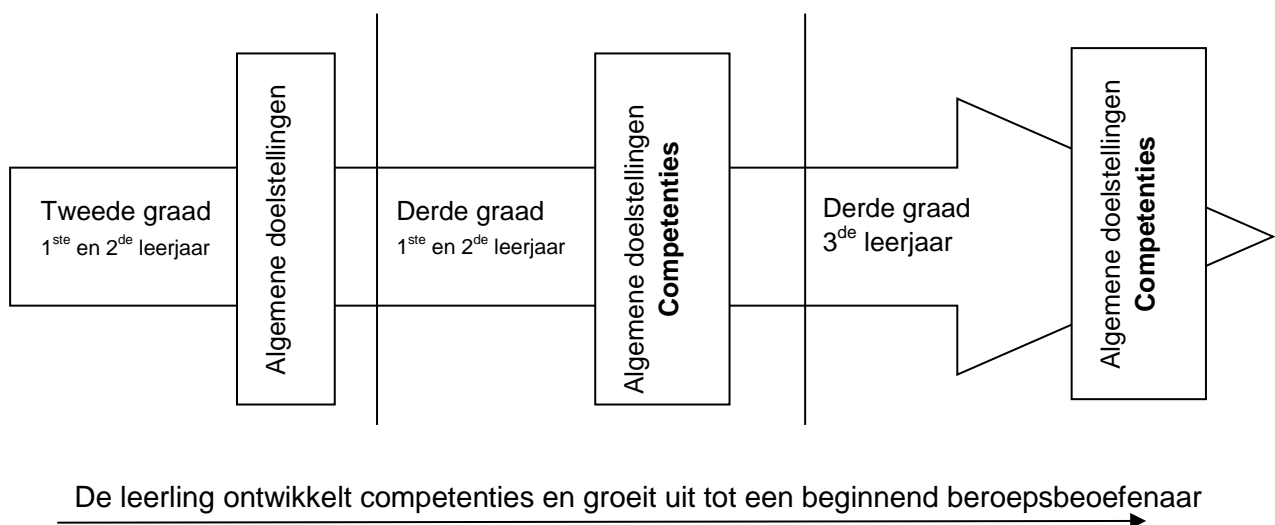 Tweede graad
1ste en 2de leerjaar
Algemene doelstellingen
Derde graad
1ste en 2de leerjaar
Algemene doelstellingen
Competenties
Derde graad
3de leerjaar
Algemene doelstellingen
Competenties
De leerling ontwikkelt competenties en groeit uit tot een beginnend beroepsbeoefenaar